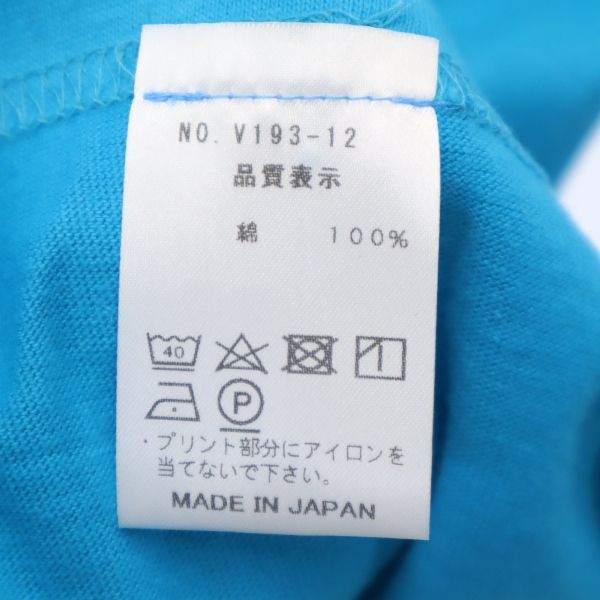 NO. V193-12
品質表示
綿 100%
40
P
・プリント部分にアイロンを
当てないで下さい。
MADE IN JAPAN